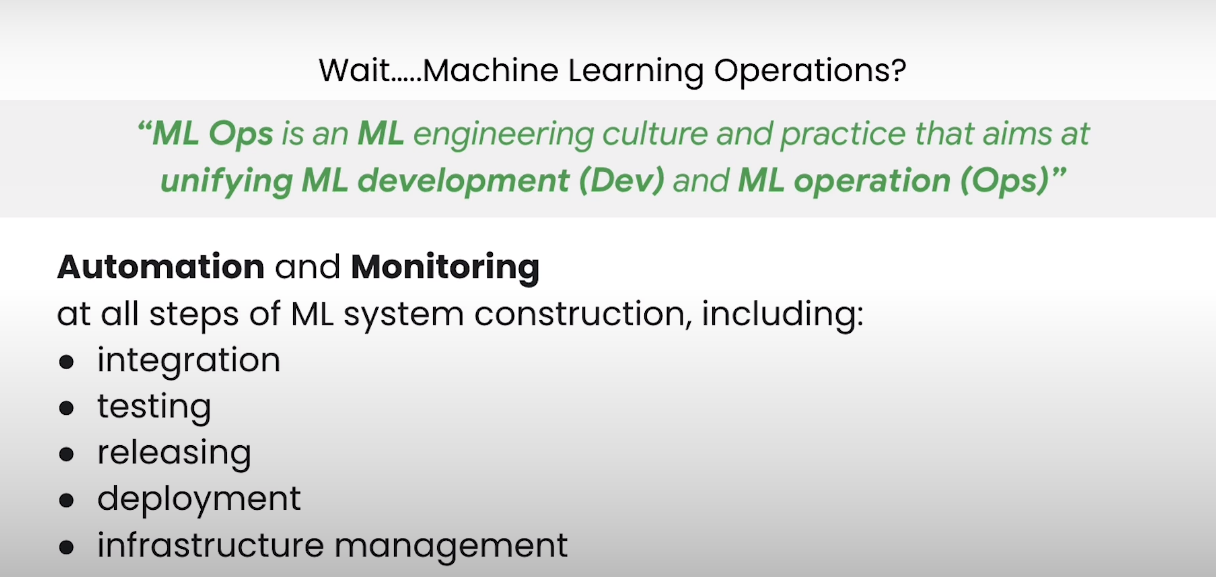 Wait.....Machine Learning Operations?
“ML Ops is an ML engineering culture and practice that aims at
unifying ML development (Dev) and ML operation (Ops)”
Automation and Monitoring
at all steps of ML system construction, including:
● integration
● testing
● releasing
● deployment
● infrastructure management